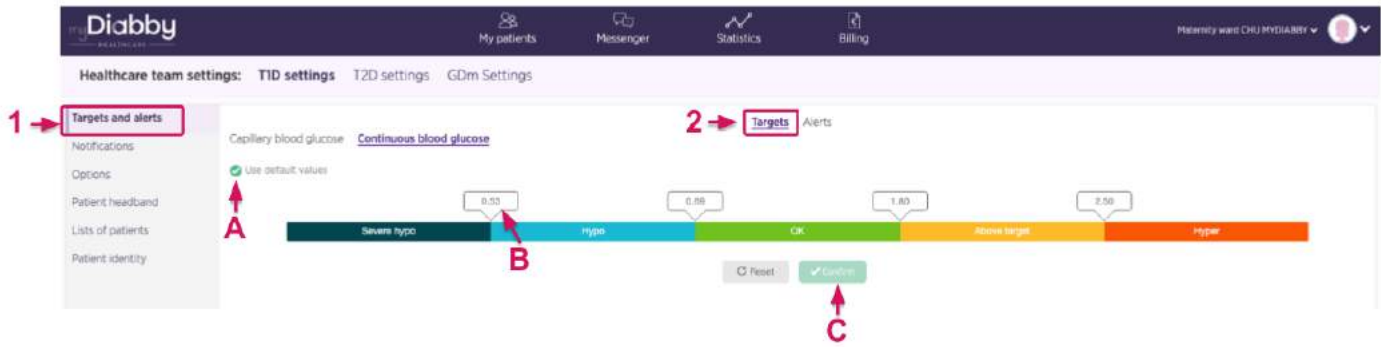 myDiabby
HEALTHCARE
My patients
Messenger
Statistics
Billing
Maternity ward CHU MYDIABBY
Healthcare team settings: T1D settings T2D settings GDm Settings
1
Targets and alerts
Notifications
Options
Patient headband
Lists of patients
Patient identity
2
Targets Alerts
Capillery blood glucose Continuous blood glucose
Use default values
A
0.53 0.69 1.80 2.50
Severe hypo Hypo OK Above target Hyper
B
Reset Confirm
C